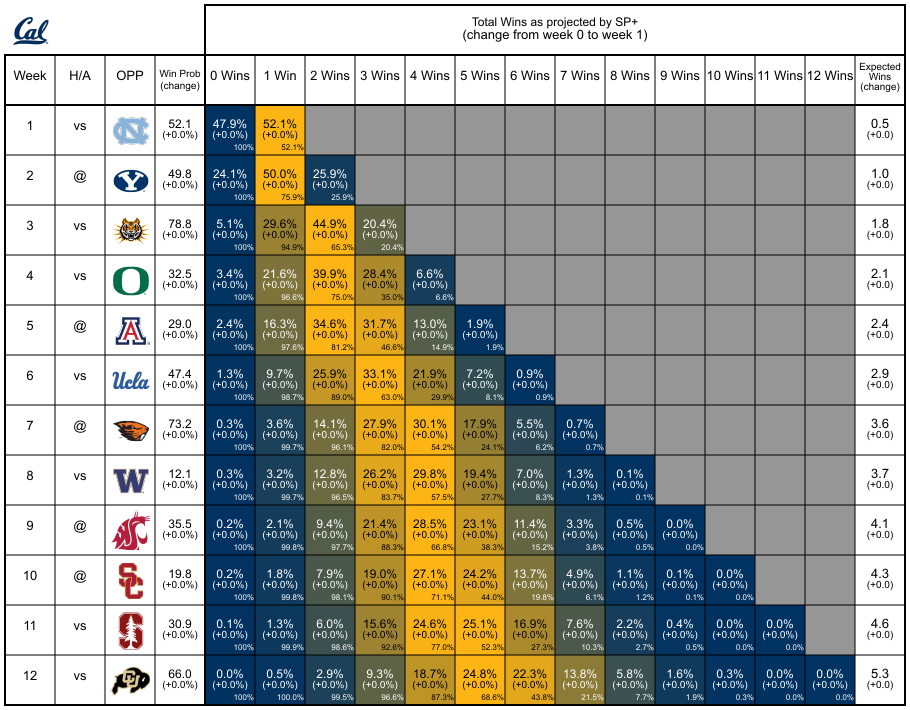 Cal
Total Wins as projected by SP+
(change from week 0 to week 1)
Week H/A OPP Win Prob (change) 0 Wins 1 Win 2 Wins 3 Wins 4 Wins 5 Wins 6 Wins 7 Wins 8 Wins 9 Wins 10 Wins 11 Wins 12 Wins Expected Wins (change)
1 vs NC 52.1 47.9% 52.1% 0.5
(+0.0%) (+0.0%) (+0.0%) (+0.0)
100% 52.1%
2 @ Y 49.8 24.1% 50.0% 25.9% 1.0
(+0.0%) (+0.0%) (+0.0%) (+0.0%) (+0.0)
100% 75.9% 25.9%
3 vs 78.8 5.1% 29.6% 44.9% 20.4% 1.8
(+0.0%) (+0.0%) (+0.0%) (+0.0%) (+0.0%) (+0.0)
100% 94.9% 65.3% 20.4%
4 vs O 32.5 3.4% 21.6% 39.9% 28.4% 6.6% 2.1
(+0.0%) (+0.0%) (+0.0%) (+0.0%) (+0.0%) (+0.0%) (+0.0)
100% 96.6% 75.0% 35.0% 6.6%
5 @ A 29.0 2.4% 16.3% 34.6% 31.7% 13.0% 1.9% 2.4
(+0.0%) (+0.0%) (+0.0%) (+0.0%) (+0.0%) (+0.0%) (+0.0%) (+0.0)
100% 97.6% 81.2% 46.6% 14.9% 1.9%
6 vs Ucla 47.4 1.3% 9.7% 25.9% 33.1% 21.9% 7.2% 0.9% 2.9
(+0.0%) (+0.0%) (+0.0%) (+0.0%) (+0.0%) (+0.0%) (+0.0%) (+0.0%) (+0.0)
100% 98.7% 89.0% 63.0% 29.9% 8.1% 0.9%
7 @ 73.2 0.3% 3.6% 14.1% 27.9% 30.1% 17.9% 5.5% 0.7% 3.6
(+0.0%) (+0.0%) (+0.0%) (+0.0%) (+0.0%) (+0.0%) (+0.0%) (+0.0%) (+0.0%) (+0.0)
100% 99.7% 96.1% 82.0% 54.2% 24.1% 6.2% 0.7%
8 vs W 12.1 0.3% 3.2% 12.8% 26.2% 29.8% 19.4% 7.0% 1.3% 0.1% 3.7
(+0.0%) (+0.0%) (+0.0%) (+0.0%) (+0.0%) (+0.0%) (+0.0%) (+0.0%) (+0.0%) (+0.0%) (+0.0)
100% 99.7% 96.5% 83.7% 57.5% 27.7% 8.3% 1.3% 0.1%
9 @ 35.5 0.2% 2.1% 9.4% 21.4% 28.5% 23.1% 11.4% 3.3% 0.5% 0.0% 4.1
(+0.0%) (+0.0%) (+0.0%) (+0.0%) (+0.0%) (+0.0%) (+0.0%) (+0.0%) (+0.0%) (+0.0%) (+0.0%) (+0.0)
100% 99.8% 97.7% 88.3% 66.8% 38.3% 15.2% 3.8% 0.5% 0.0%
10 @ SC 19.8 0.2% 1.8% 7.9% 19.0% 27.1% 24.2% 13.7% 4.9% 1.1% 0.1% 0.0% 4.3
(+0.0%) (+0.0%) (+0.0%) (+0.0%) (+0.0%) (+0.0%) (+0.0%) (+0.0%) (+0.0%) (+0.0%) (+0.0%) (+0.0%) (+0.0)
100% 99.8% 98.1% 90.1% 71.1% 44.0% 19.8% 6.1% 1.2% 0.1% 0.0%
11 vs S 30.9 0.1% 1.3% 6.0% 15.6% 24.6% 25.1% 16.9% 7.6% 2.2% 0.4% 0.0% 0.0% 4.6
(+0.0%) (+0.0%) (+0.0%) (+0.0%) (+0.0%) (+0.0%) (+0.0%) (+0.0%) (+0.0%) (+0.0%) (+0.0%) (+0.0%) (+0.0%) (+0.0)
100% 99.9% 98.6% 92.6% 77.0% 52.3% 27.3% 10.3% 2.7% 0.5% 0.0% 0.0%
12 vs CU 66.0 0.0% 0.5% 2.9% 9.3% 18.7% 24.8% 22.3% 13.8% 5.8% 1.6% 0.3% 0.0% 0.0% 5.3
(+0.0%) (+0.0%) (+0.0%) (+0.0%) (+0.0%) (+0.0%) (+0.0%) (+0.0%) (+0.0%) (+0.0%) (+0.0%) (+0.0%) (+0.0%) (+0.0%) (+0.0)
100% 100.0% 99.5% 96.6% 87.3% 68.6% 43.8% 21.5% 7.7% 1.9% 0.3% 0.0% 0.0%